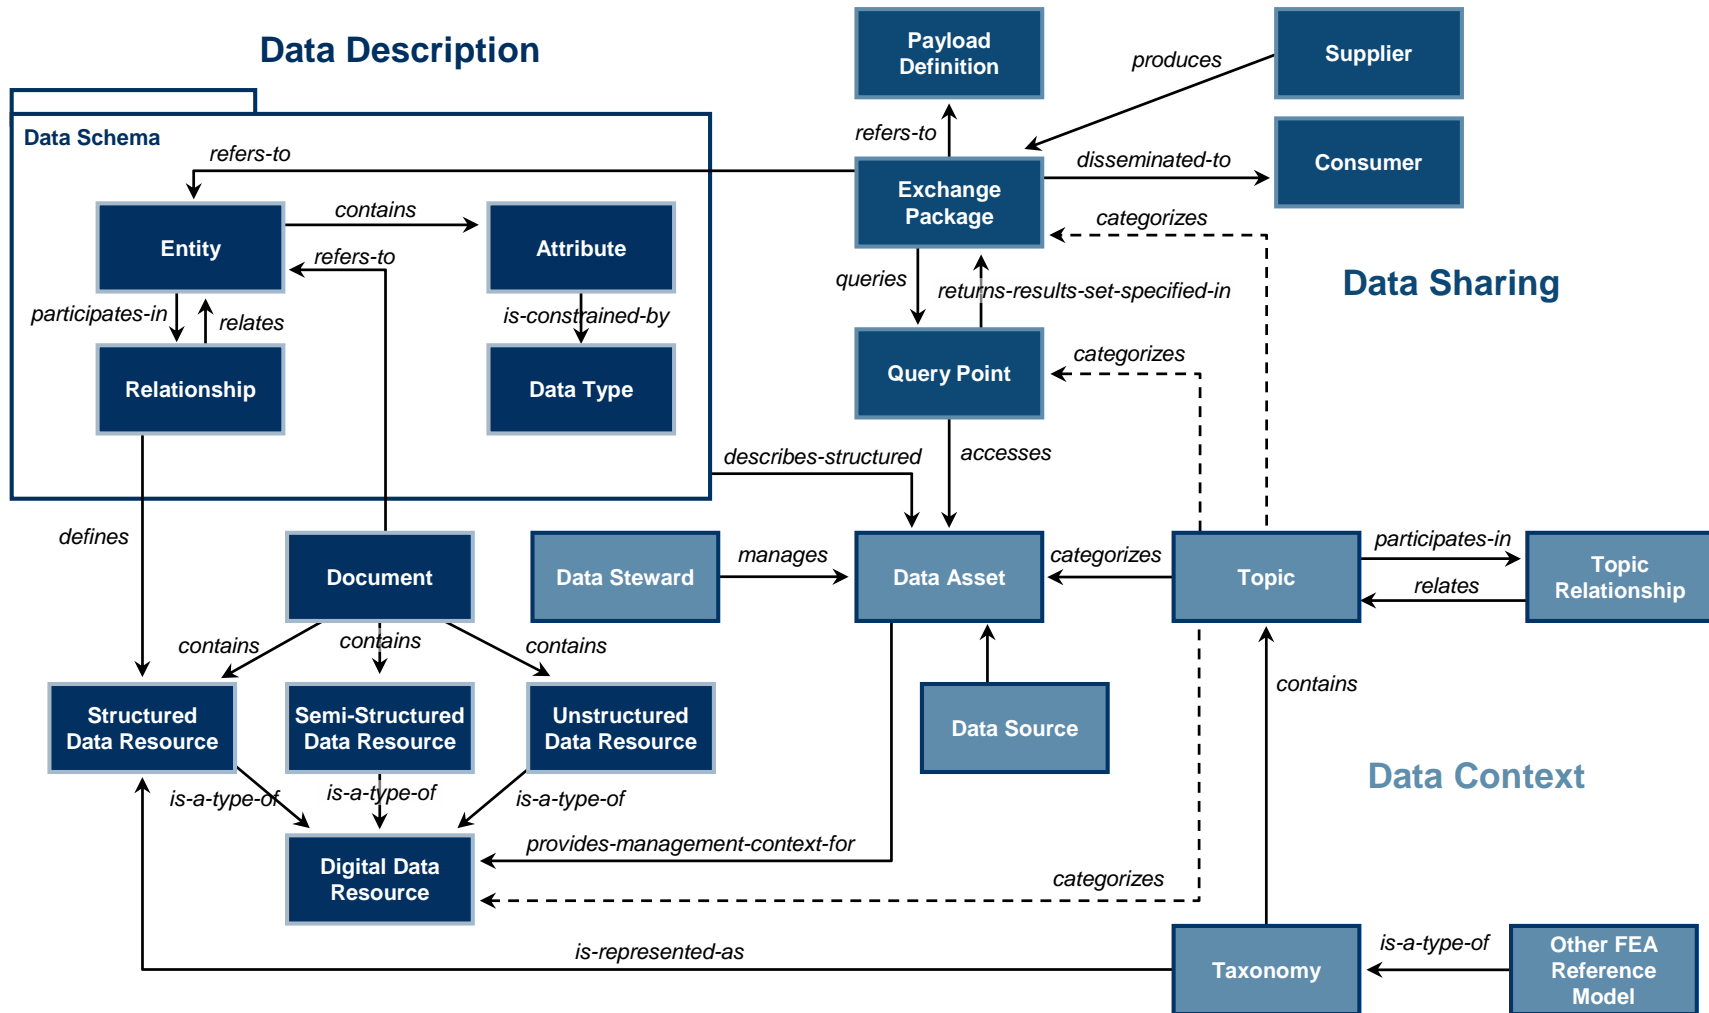 Data Description
Payload
Definition
produces
Supplier
Data Schema
refers-to
refers-to
disseminated-to
Consumer
Exchange
Package
contains
categorizes
Entity
Attribute
refers-to
queries
returns-results-set-specified-in
Data Sharing
participates-in
relates
is-constrained-by
categorizes
Relationship
Data Type
Query Point
describes-structured
accesses
defines
participates-in
Document
Data Steward
manages
Data Asset
categorizes
Topic
Topic
Relationship
relates
contains
contains
contains
contains
Structured
Data Resource
Semi-Structured
Data Resource
Unstructured
Data Resource
Data Source
Data Context
is-a-type-of
is-a-type-of
is-a-type-of
provides-management-context-for
Digital Data
Resource
categorizes
is-represented-as
Taxonomy
is-a-type-of
Other FEA
Reference
Model